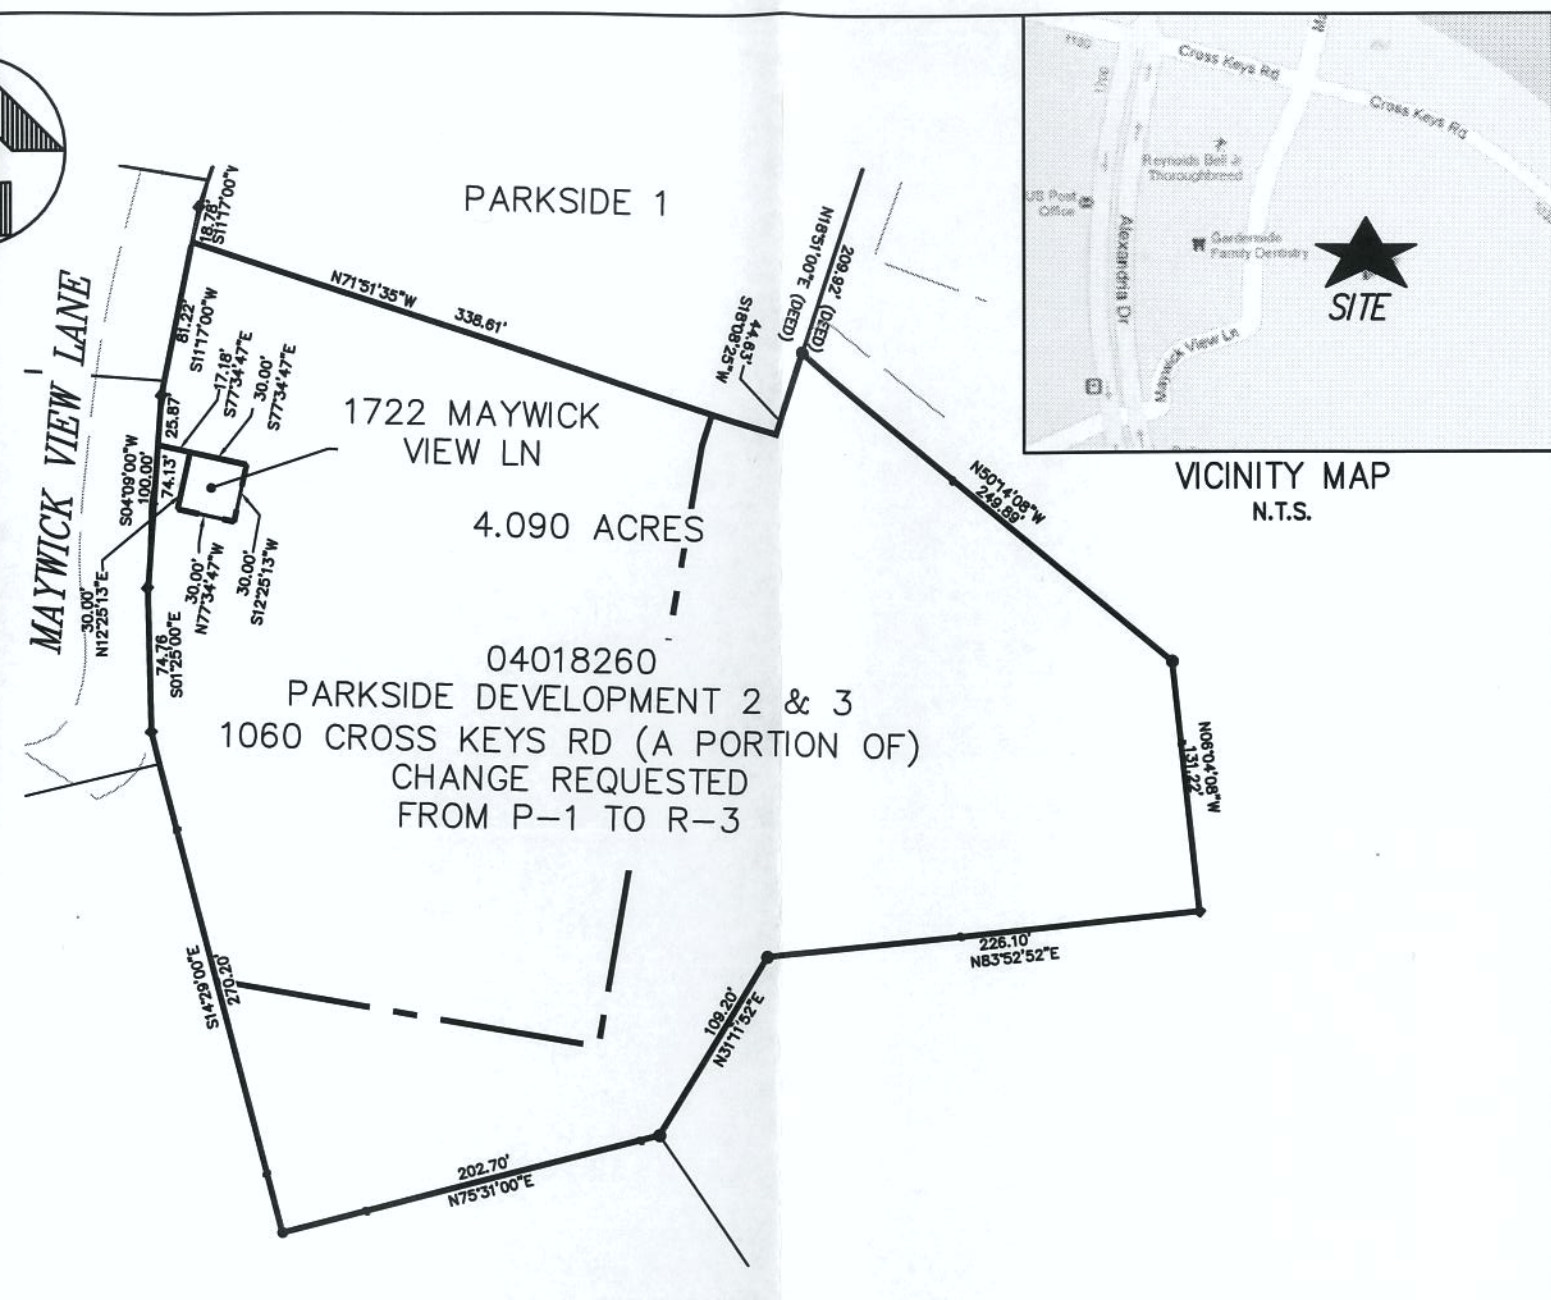 PARKSIDE 1
18.78'
S11°17'00"W
81.22'
S11°17'00"W
MAYWICK VIEW LANE
N71°51'35"W
338.61'
17.18'
S77°34'47"E
30.00'
S77°34'47"E
25.87'
S04°09'00"W
100.00'
74.13'
30.00'
N12°25'13"E
30.00'
N77°34'47"W
30.00'
S12°25'13"W
74.76
S01°25'00"E
1722 MAYWICK
VIEW LN
4.090 ACRES
44.63'
S18°08'25"W
N18°51'00"E (DEED)
209.92' (DEED)
N50°14'08"W
249.89'
04018260
PARKSIDE DEVELOPMENT 2 & 3
1060 CROSS KEYS RD (A PORTION OF)
CHANGE REQUESTED
FROM P-1 TO R-3
N06°04'08"W
131.22'
226.10'
N83°52'52"E
109.20'
N31°11'52"E
S14°29'00"E
270.20'
202.70'
N75°31'00"E
1180
1700
Cross Keys Rd
Cross Keys Rd
Ma
Reynolds Bell Jr
Thoroughbred
US Post
Office
Gardenside
Family Dentistry
Alexandria Dr
Maywick View Ln
SITE
VICINITY MAP
N.T.S.